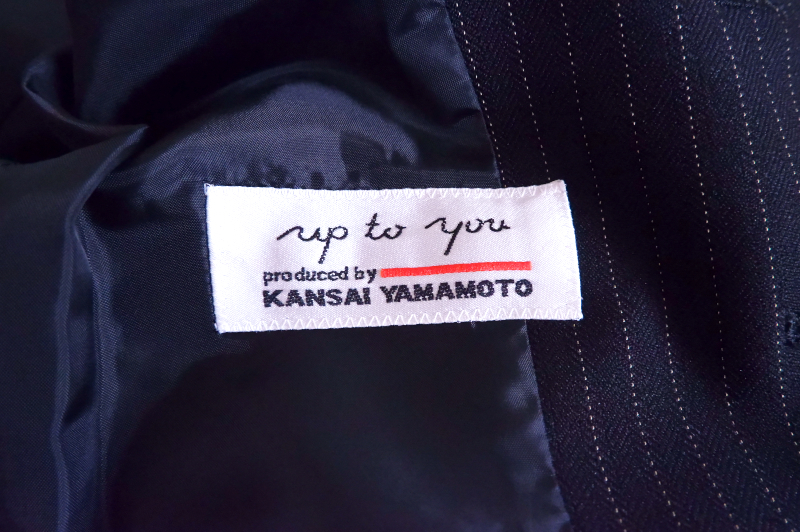 up to you
produced by
KANSAI YAMAMOTO